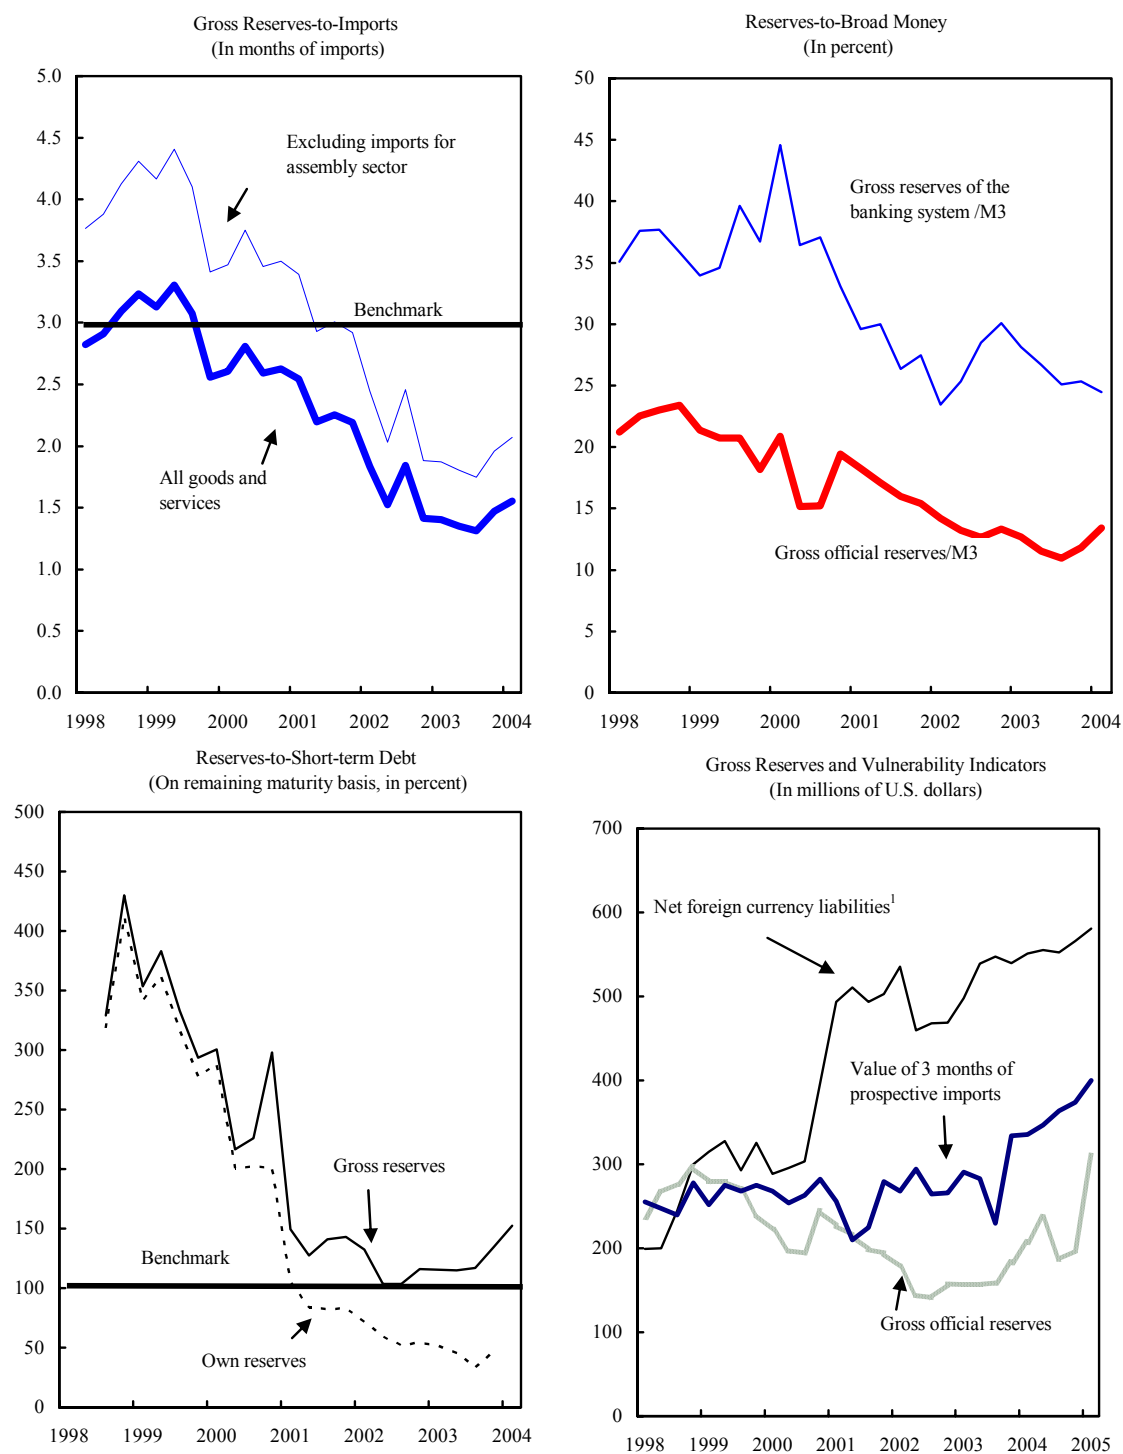 Gross Reserves-to-Imports
(In months of imports)
5.0
4.5
4.0
3.5
3.0
2.5
2.0
1.5
1.0
0.5
0.0
Excluding imports for
assembly sector
Benchmark
All goods and
services
1998 1999 2000 2001 2002 2003 2004
Reserves-to-Broad Money
(In percent)
50
45
40
35
30
25
20
15
10
5
0
Gross reserves of the
banking system /M3
Gross official reserves/M3
1998 1999 2000 2001 2002 2003 2004
Reserves-to-Short-term Debt
(On remaining maturity basis, in percent)
500
450
400
350
300
250
200
150
100
50
0
Gross reserves
Benchmark
Own reserves
1998 1999 2000 2001 2002 2003 2004
Gross Reserves and Vulnerability Indicators
(In millions of U.S. dollars)
700
600
500
400
300
200
100
0
Net foreign currency liabilities1
Value of 3 months of
prospective imports
Gross official reserves
1998 1999 2000 2001 2002 2003 2004 2005